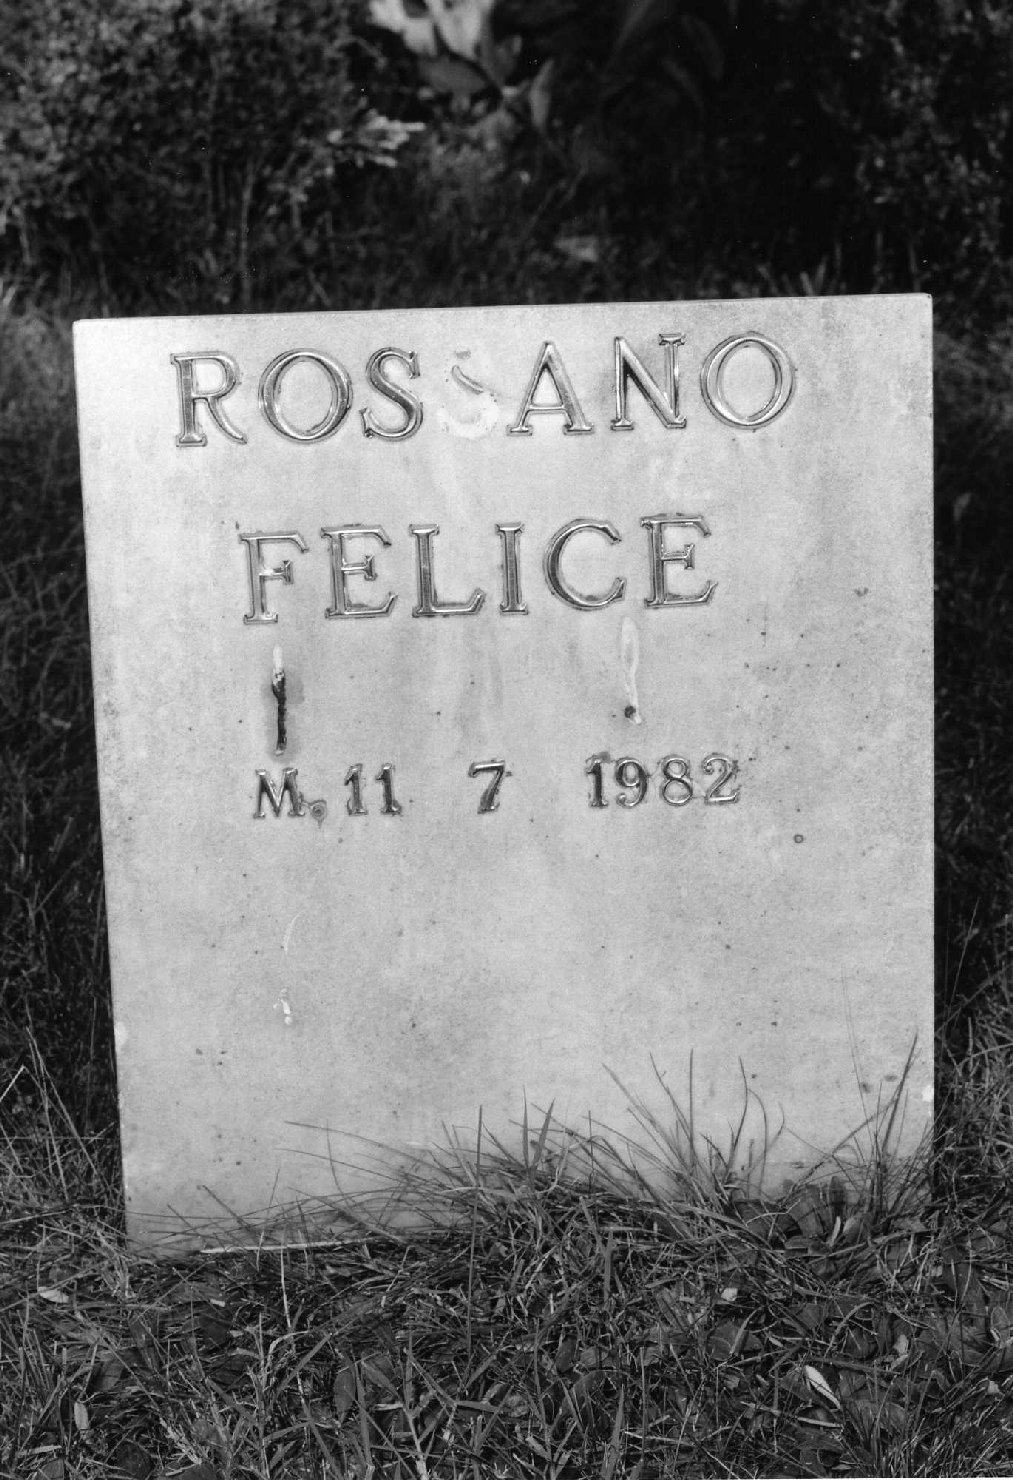 ROSSANO
FELICE
M. 11 7 1982